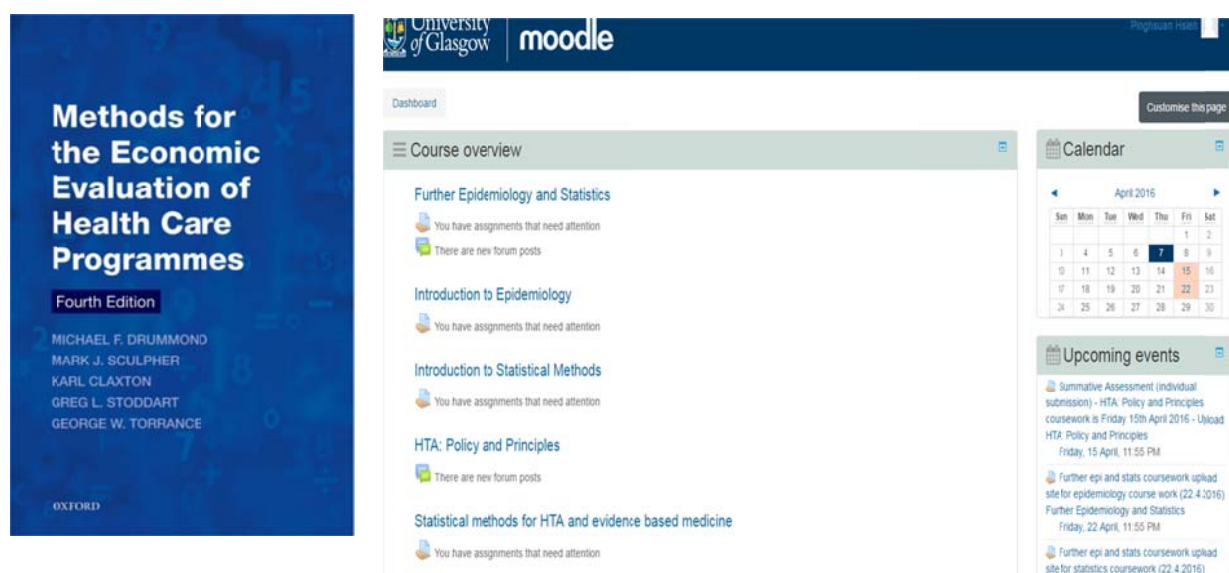 Methods for
the Economic
Evaluation of
Health Care
Programmes
Fourth Edition
MICHAEL F. DRUMMOND
MARK J. SCULPHER
KARL CLAXTON
GREG L. STODDART
GEORGE W. TORRANCE
OXFORD
University
of Glasgow
moodle
Pinghsuan Hsieh
Dashboard
Customise this page
Course overview
Further Epidemiology and Statistics
You have assignments that need attention
There are new forum posts
Introduction to Epidemiology
You have assignments that need attention
Introduction to Statistical Methods
You have assignments that need attention
HTA: Policy and Principles
There are new forum posts
Statistical methods for HTA and evidence based medicine
You have assignments that need attention
Calendar
April 2016
Sun Mon Tue Wed Thu Fri Sat
1 2
3 4 5 6 7 8 9
10 11 12 13 14 15 16
17 18 19 20 21 22 23
24 25 26 27 28 29 30
Upcoming events
Summative Assessment (individual
submission) - HTA: Policy and Principles
coursework is Friday 15th April 2016 - Upload
HTA: Policy and Principles
Friday, 15 April, 11:55 PM
Further epi and stats coursework upload
site for epidemiology course work (22.4.2016)
Further Epidemiology and Statistics
Friday, 22 April, 11:55 PM
Further epi and stats coursework upload
site for statistics coursework (22.4.2016)